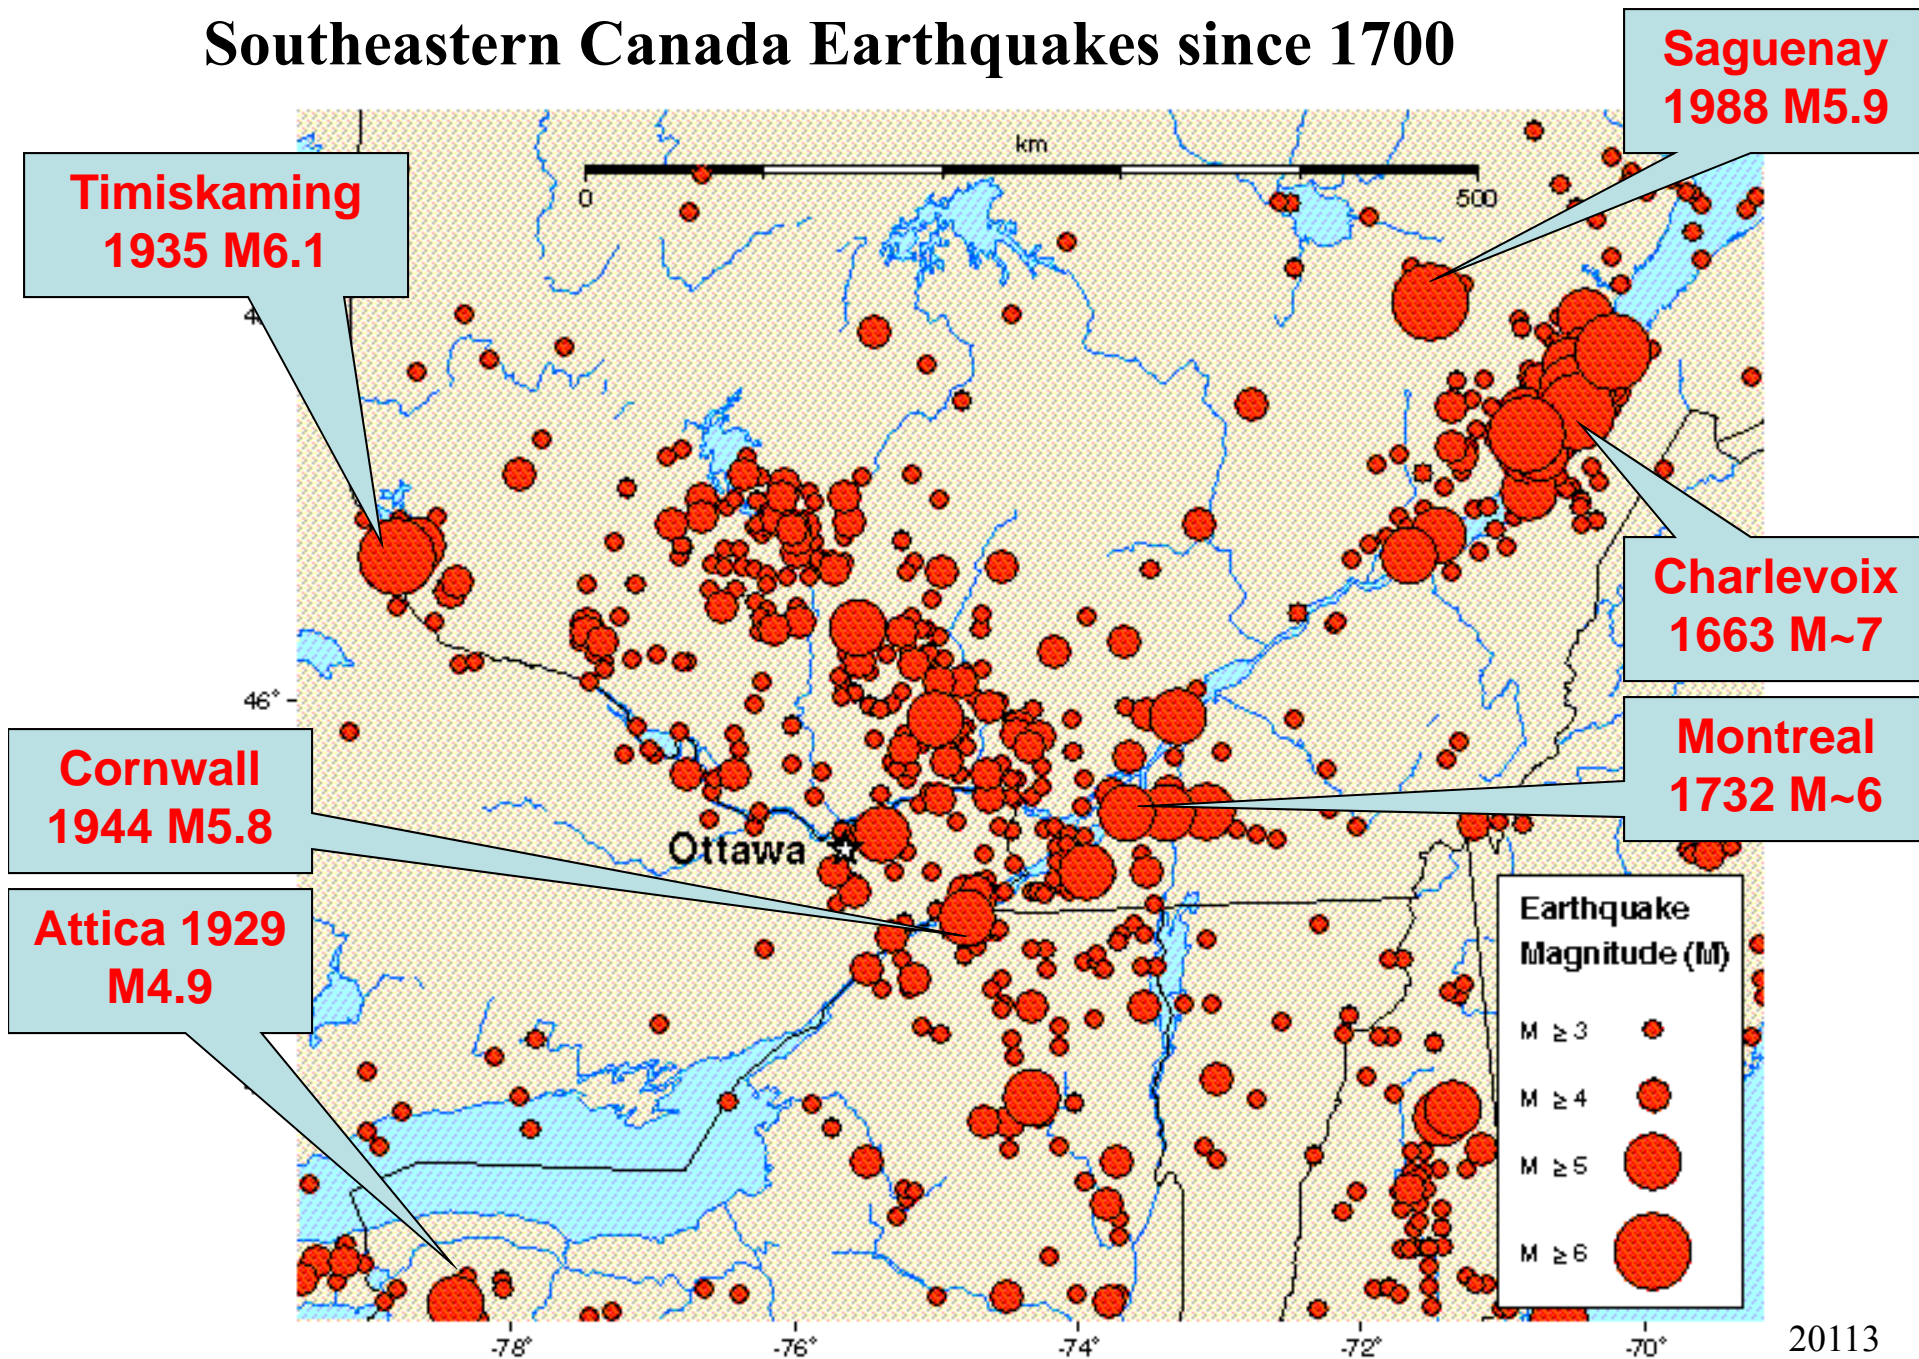 Southeastern Canada Earthquakes since 1700
Saguenay
1988 M5.9
km
0
500
Timiskaming
1935 M6.1
Charlevoix
1663 M~7
46°
Montreal
1732 M~6
Cornwall
1944 M5.8
Ottawa
Attica 1929
M4.9
Earthquake
Magnitude (M)
M ≥ 3
M ≥ 4
M ≥ 5
M ≥ 6
-78°
-76°
-74°
-72°
-70°
20113